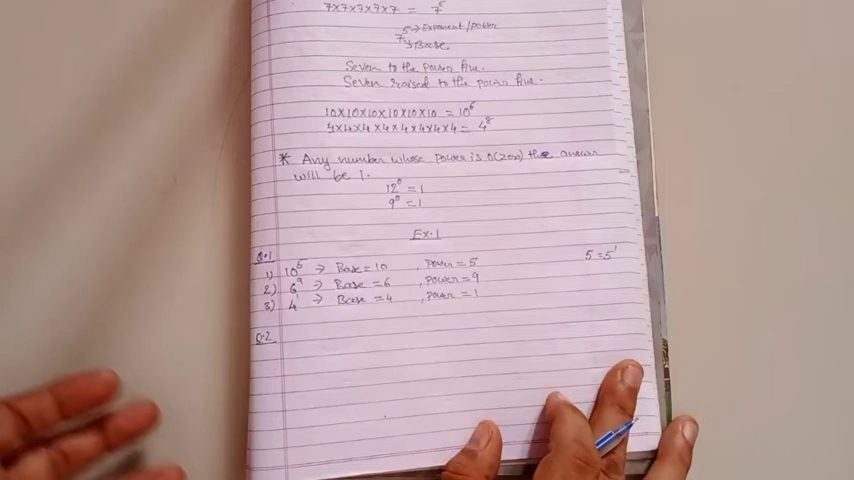 7×7×7×7×7 = 7⁵
7⁵ → Exponent/power
↳ Base.
Seven to the power five.
Seven raised to the power five.
10×10×10×10×10×10 = 10⁶
4×4×4×4×4×4×4×4 = 4⁸
* Any number whose power is 0(zero) the answer
will be 1.
12⁰ = 1
9⁰ = 1
Ex.1
Q.1
1) 10⁵ → Base = 10 , Power = 5 5 = 5¹
2) 6⁹ → Base = 6 , Power = 9
3) 4¹ → Base = 4 , Power = 1
Q.2